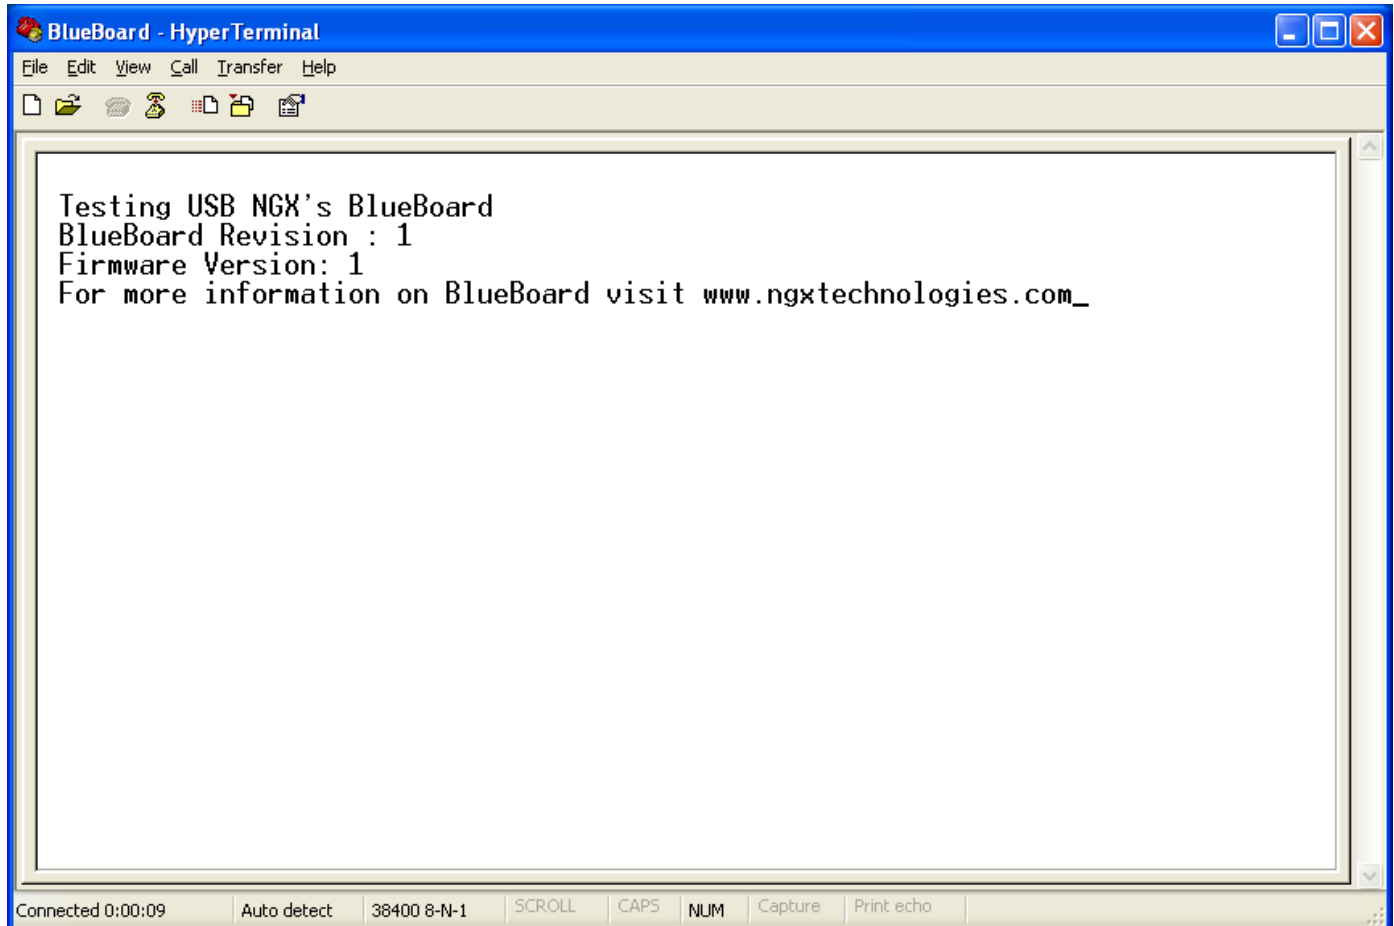 BlueBoard - HyperTerminal
File Edit View Call Transfer Help
Testing USB NGX's BlueBoard
BlueBoard Revision : 1
Firmware Version: 1
For more information on BlueBoard visit www.ngxtechnologies.com_
Connected 0:00:09 Auto detect 38400 8-N-1 SCROLL CAPS NUM Capture Print echo